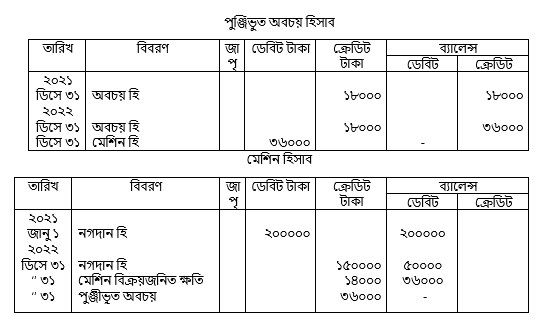 পুঞ্জিভুত অবচয় হিসাব
তারিখ বিবরণ জা পৃ ডেবিট টাকা ক্রেডিট টাকা ব্যালেন্স
ডেবিট ক্রেডিট
২০২১
ডিসে ৩১ অবচয় হি ১৮০০০ ১৮০০০
২০২২
ডিসে ৩১ অবচয় হি ১৮০০০ ৩৬০০০
ডিসে ৩১ মেশিন হি ৩৬০০০ -
মেশিন হিসাব
তারিখ বিবরণ জা পৃ ডেবিট টাকা ক্রেডিট টাকা ব্যালেন্স
ডেবিট ক্রেডিট
২০২১
জানু ১ নগদান হি ২০০০০০ ২০০০০০
২০২২
ডিসে ৩১ নগদান হি ১৫০০০০ ৫০০০০
“ ৩১ মেশিন বিক্রয়জনিত ক্ষতি ১৪০০০ ৩৬০০০
“ ৩১ পুঞ্জীভূত অবচয় ৩৬০০০ -